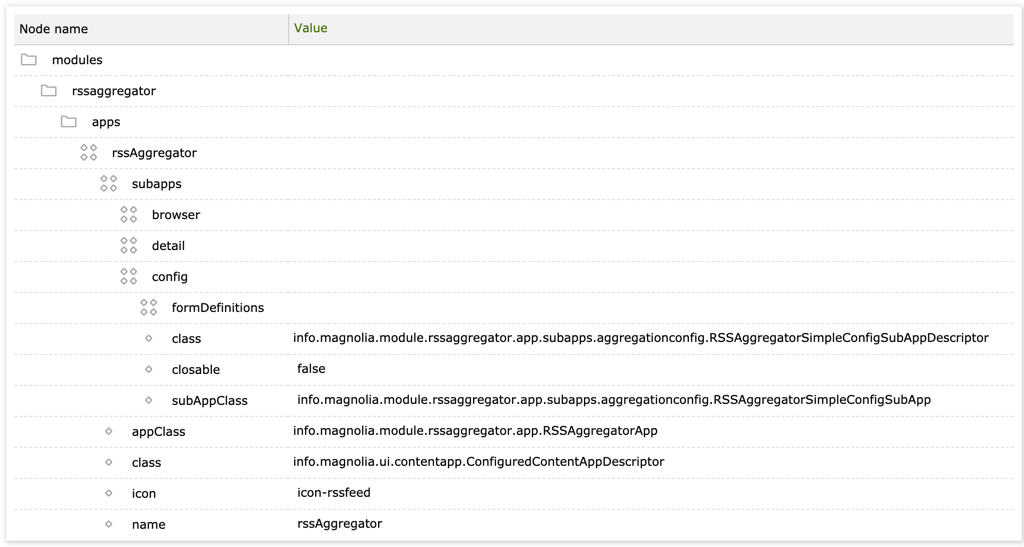 Node name Value
modules
rssaggregator
apps
rssAggregator
subapps
browser
detail
config
formDefinitions
class info.magnolia.module.rssaggregator.app.subapps.aggregationconfig.RSSAggregatorSimpleConfigSubAppDescriptor
closable false
subAppClass info.magnolia.module.rssaggregator.app.subapps.aggregationconfig.RSSAggregatorSimpleConfigSubApp
appClass info.magnolia.module.rssaggregator.app.RSSAggregatorApp
class info.magnolia.ui.contentapp.ConfiguredContentAppDescriptor
icon icon-rssfeed
name rssAggregator